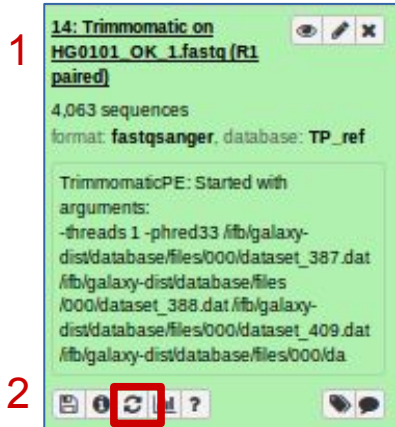 1
14: Trimmomatic on
HG0101_OK_1.fastq (R1
paired)
4,063 sequences
format: fastqsanger, database: TP_ref
TrimmomaticPE: Started with
arguments:
-threads 1 -phred33 /ifb/galaxy-
dist/database/files/000/dataset_387.dat
/ifb/galaxy-dist/database/files
/000/dataset_388.dat /ifb/galaxy-
dist/database/files/000/dataset_409.dat
/ifb/galaxy-dist/database/files/000/da
2
?